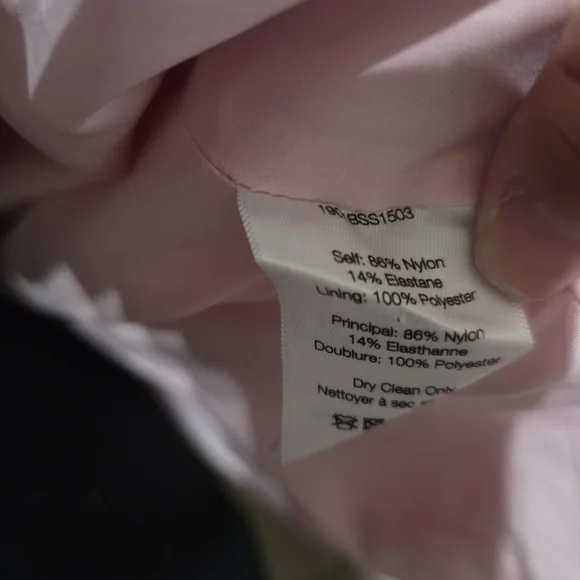 BSS1503
Self: 86% Nylon
14% Elastane
Lining: 100% Polyester
Principal: 86% Nylon
14% Elasthanne
Doublure: 100% Polyester
Dry Clean Only
Nettoyer à sec